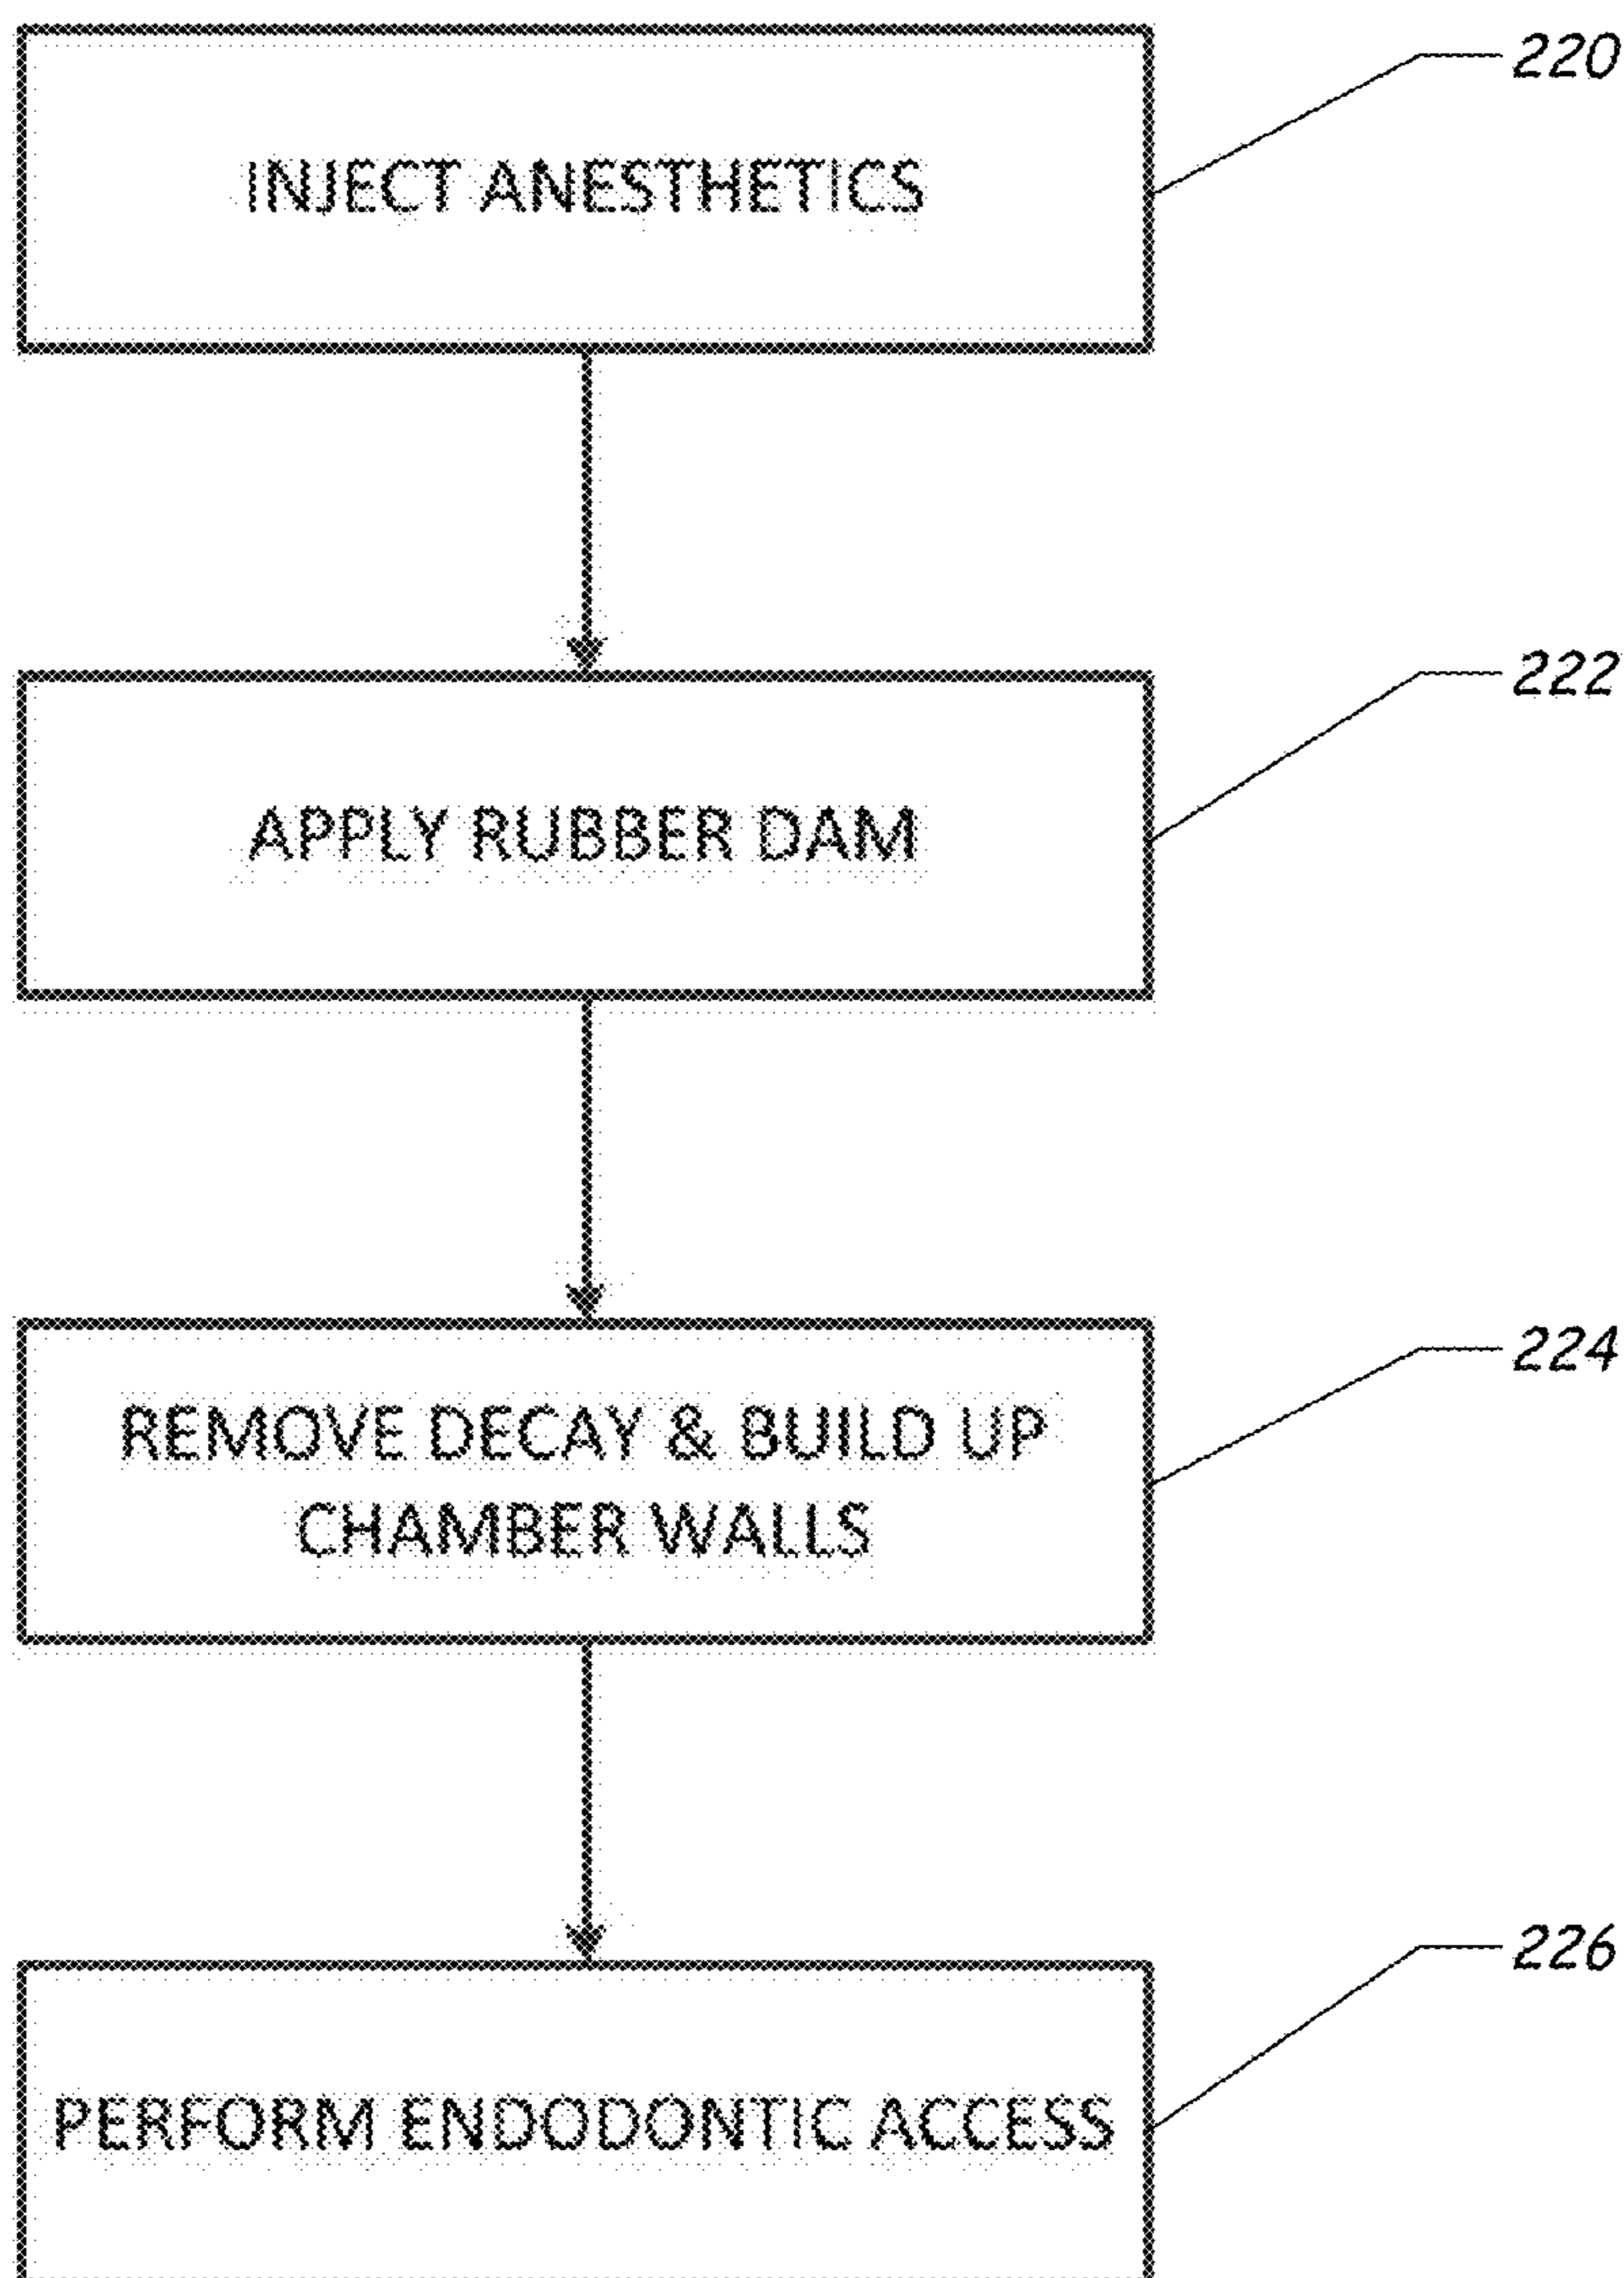 220
INJECT ANESTHETICS
222
APPLY RUBBER DAM
224
REMOVE DECAY & BUILD UP
CHAMBER WALLS
226
PERFORM ENDODONTIC ACCESS